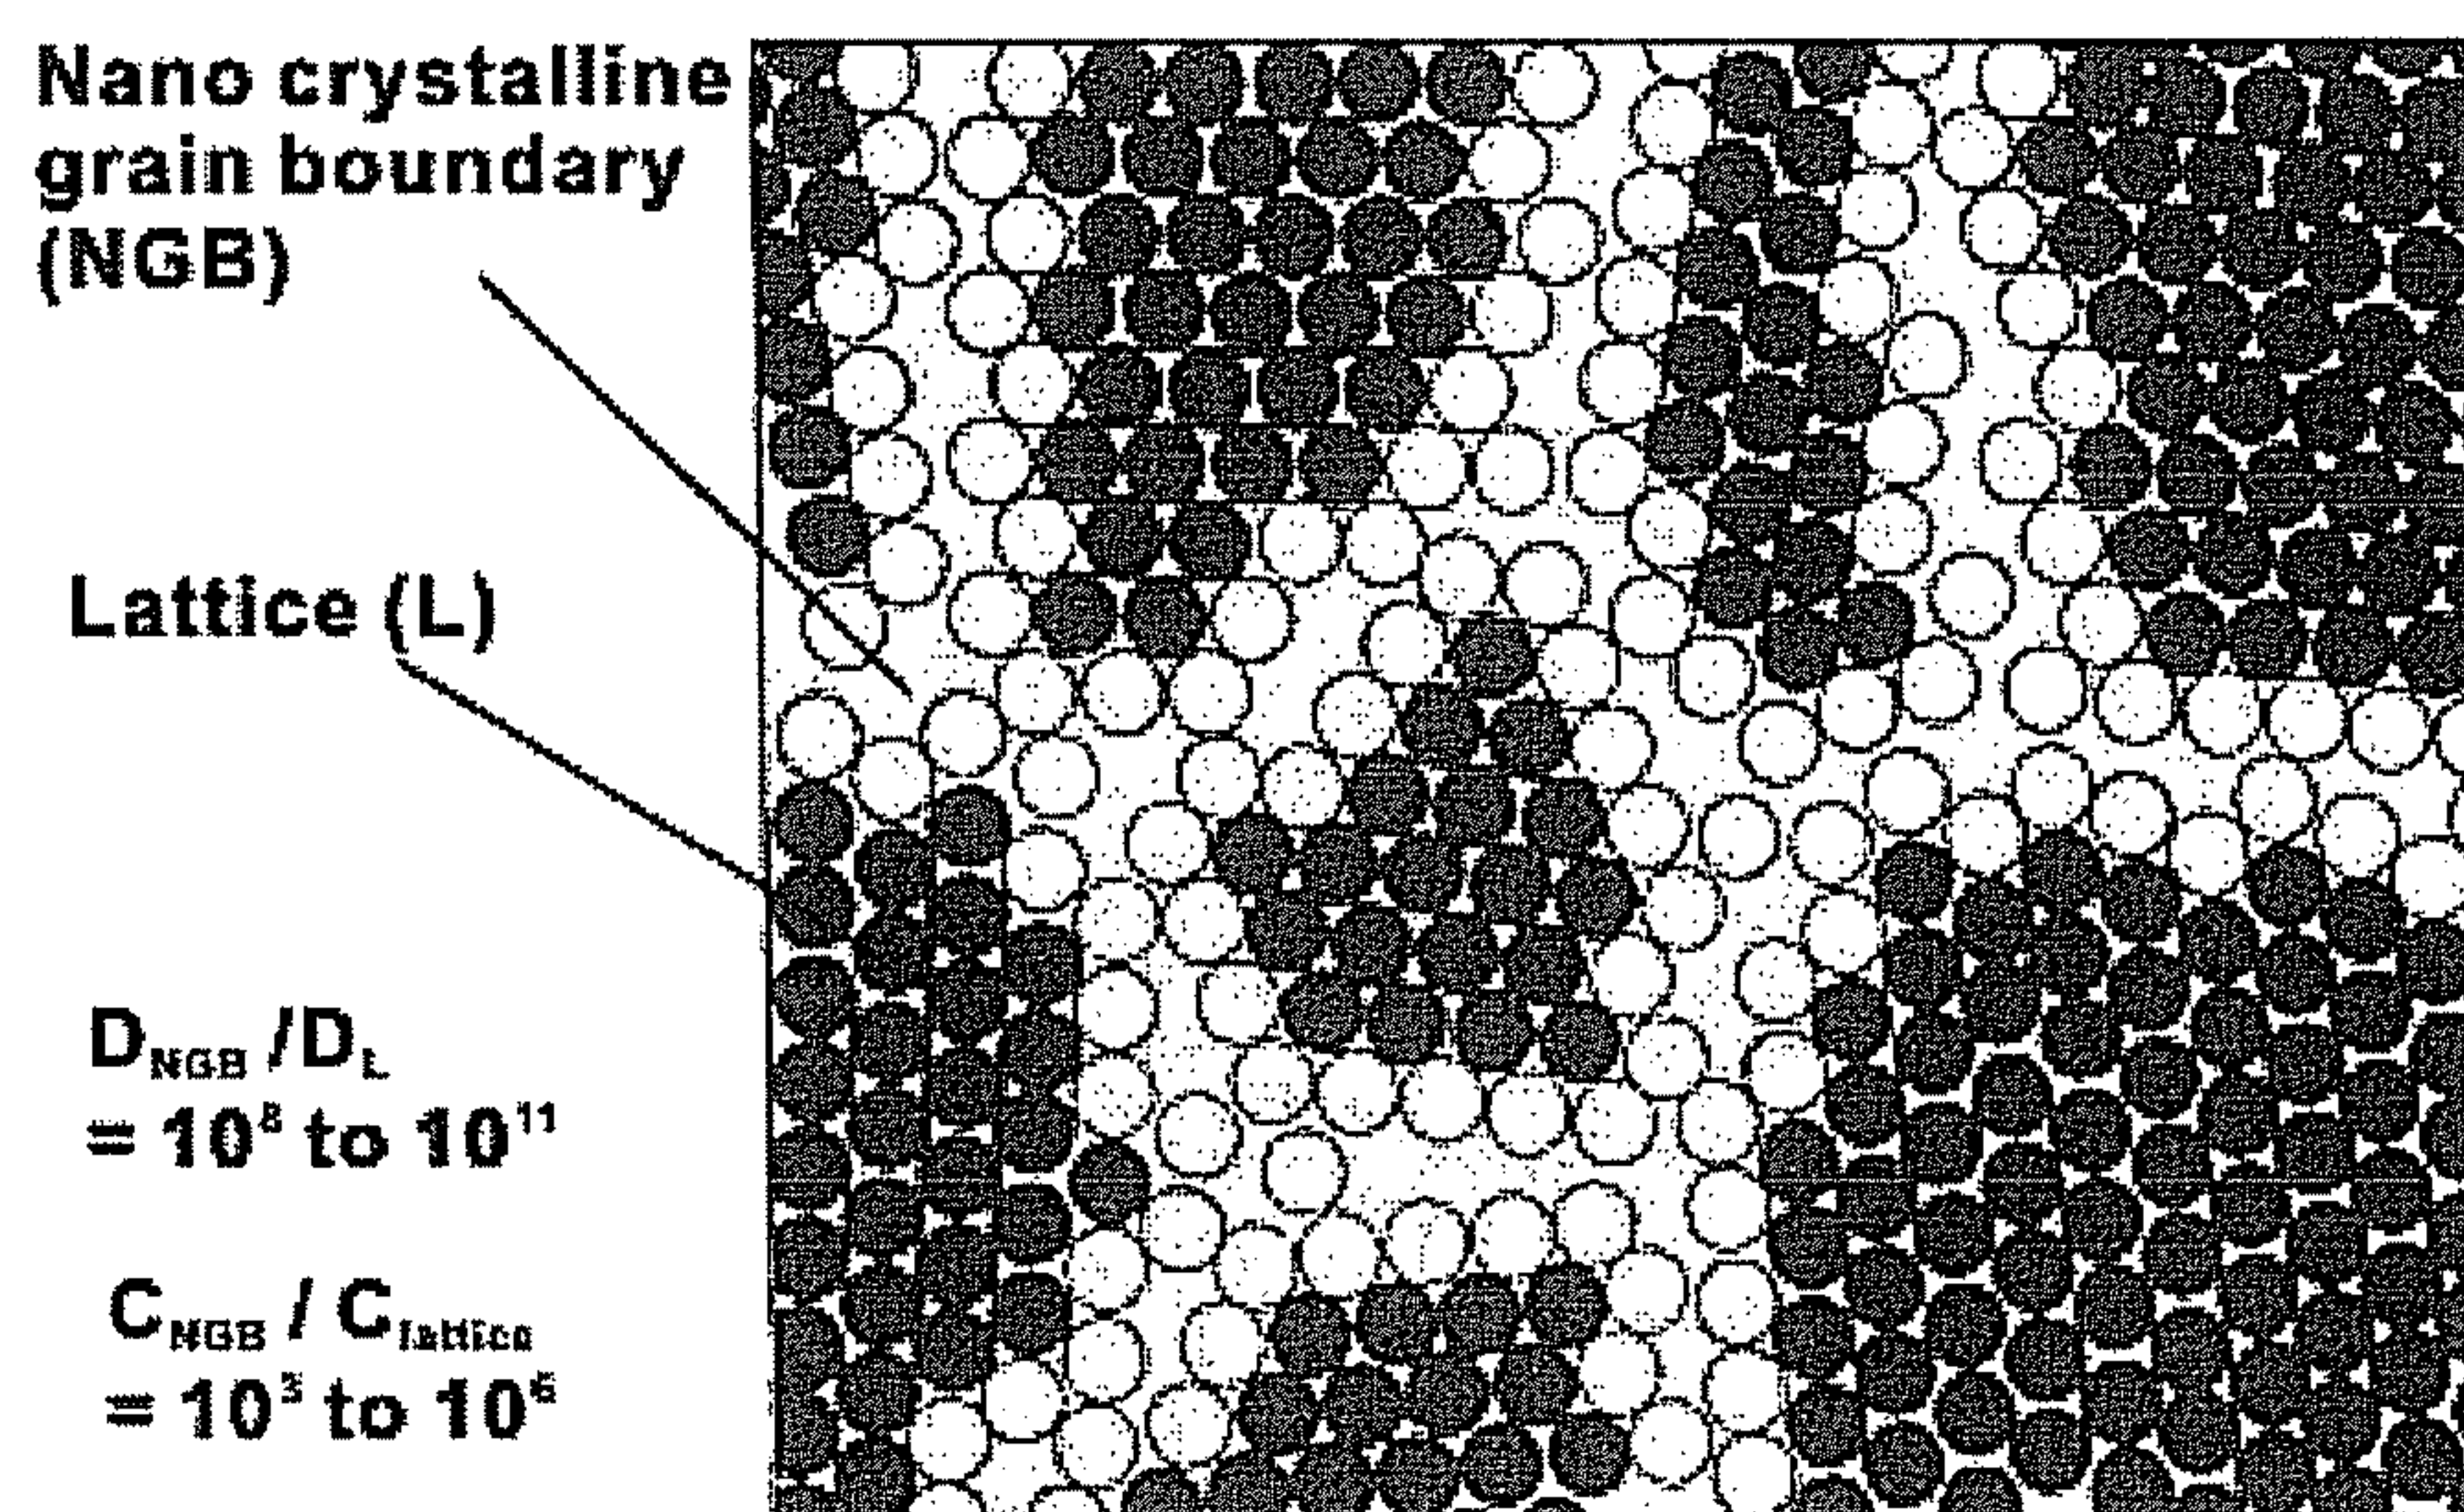 Nano crystalline
grain boundary
(NGB)
Lattice (L)
D_NGB / D_L
= 10^8 to 10^11
C_NGB / C_lattice
= 10^3 to 10^6